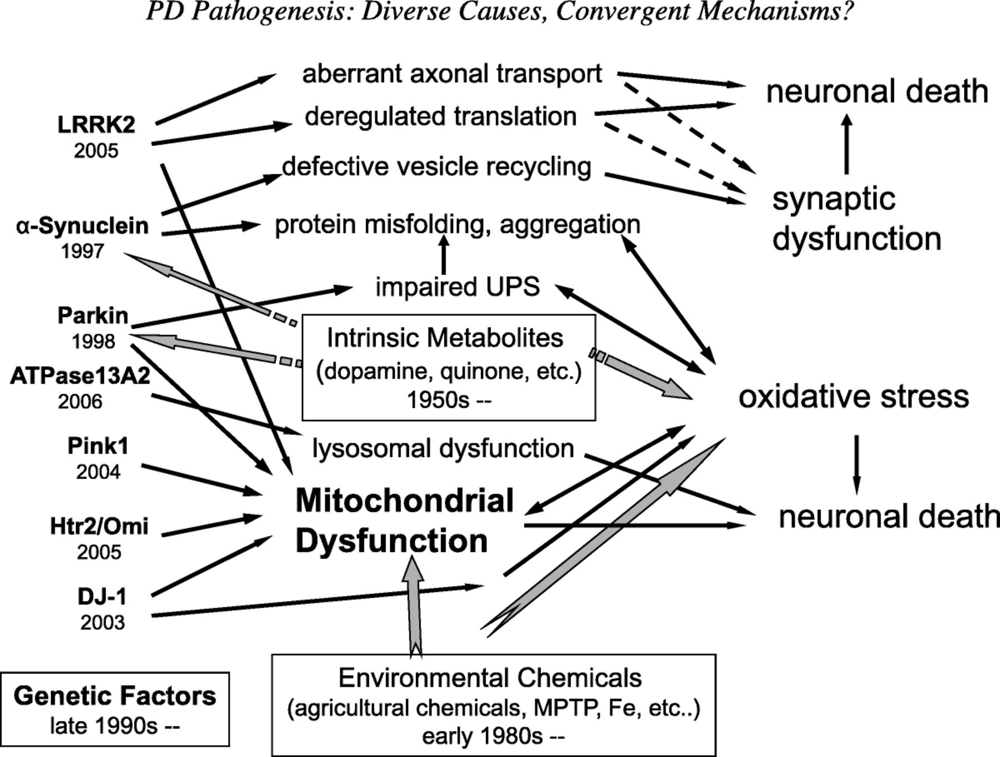 PD Pathogenesis: Diverse Causes, Convergent Mechanisms?
aberrant axonal transport
neuronal death
deregulated translation
LRRK2
2005
defective vesicle recycling
synaptic
dysfunction
α-Synuclein
1997
protein misfolding, aggregation
impaired UPS
Parkin
1998
Intrinsic Metabolites
(dopamine, quinone, etc.)
1950s --
ATPase13A2
2006
oxidative stress
Pink1
2004
lysosomal dysfunction
Mitochondrial
Dysfunction
neuronal death
Htr2/Omi
2005
DJ-1
2003
Genetic Factors
late 1990s --
Environmental Chemicals
(agricultural chemicals, MPTP, Fe, etc..)
early 1980s --